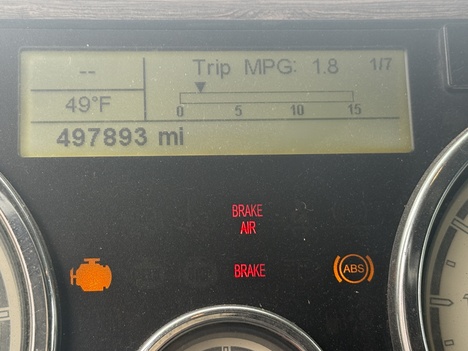 --
Trip MPG: 1.8 1/7
49°F
0 5 10 15
497893 mi
BRAKE
AIR
BRAKE
ABS